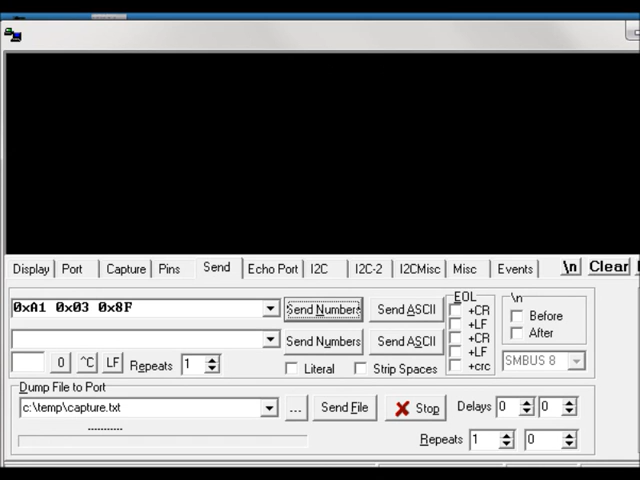 Display Port Capture Pins Send Echo Port I2C I2C-2 I2CMisc Misc Events \n Clear
0xA1 0x03 0x8F Send Numbers Send ASCII EOL +CR +LF \n Before
Send Numbers Send ASCII +CR +LF After
0 ^C LF Repeats 1 Literal Strip Spaces +crc SMBUS 8
Dump File to Port
c:\temp\capture.txt ... Send File Stop Delays 0 0
Repeats 1 0